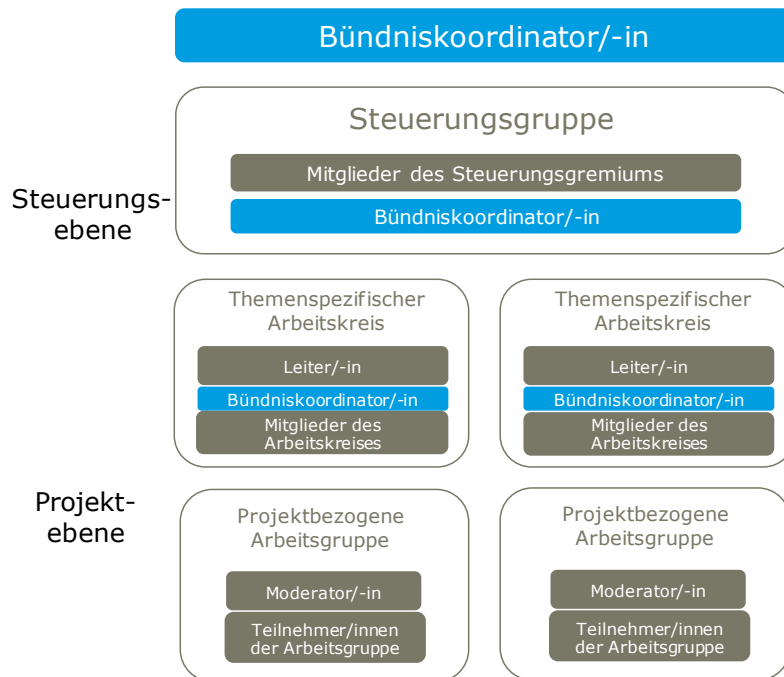 Bündniskoordinator/-in
Steuerungsgruppe
Mitglieder des Steuerungsgremiums
Bündniskoordinator/-in
Steuerungs-
ebene
Themenspezifischer
Arbeitskreis
Leiter/-in
Bündniskoordinator/-in
Mitglieder des
Arbeitskreises
Themenspezifischer
Arbeitskreis
Leiter/-in
Bündniskoordinator/-in
Mitglieder des
Arbeitskreises
Projekt-
ebene
Projektbezogene
Arbeitsgruppe
Moderator/-in
Teilnehmer/innen
der Arbeitsgruppe
Projektbezogene
Arbeitsgruppe
Moderator/-in
Teilnehmer/innen
der Arbeitsgruppe